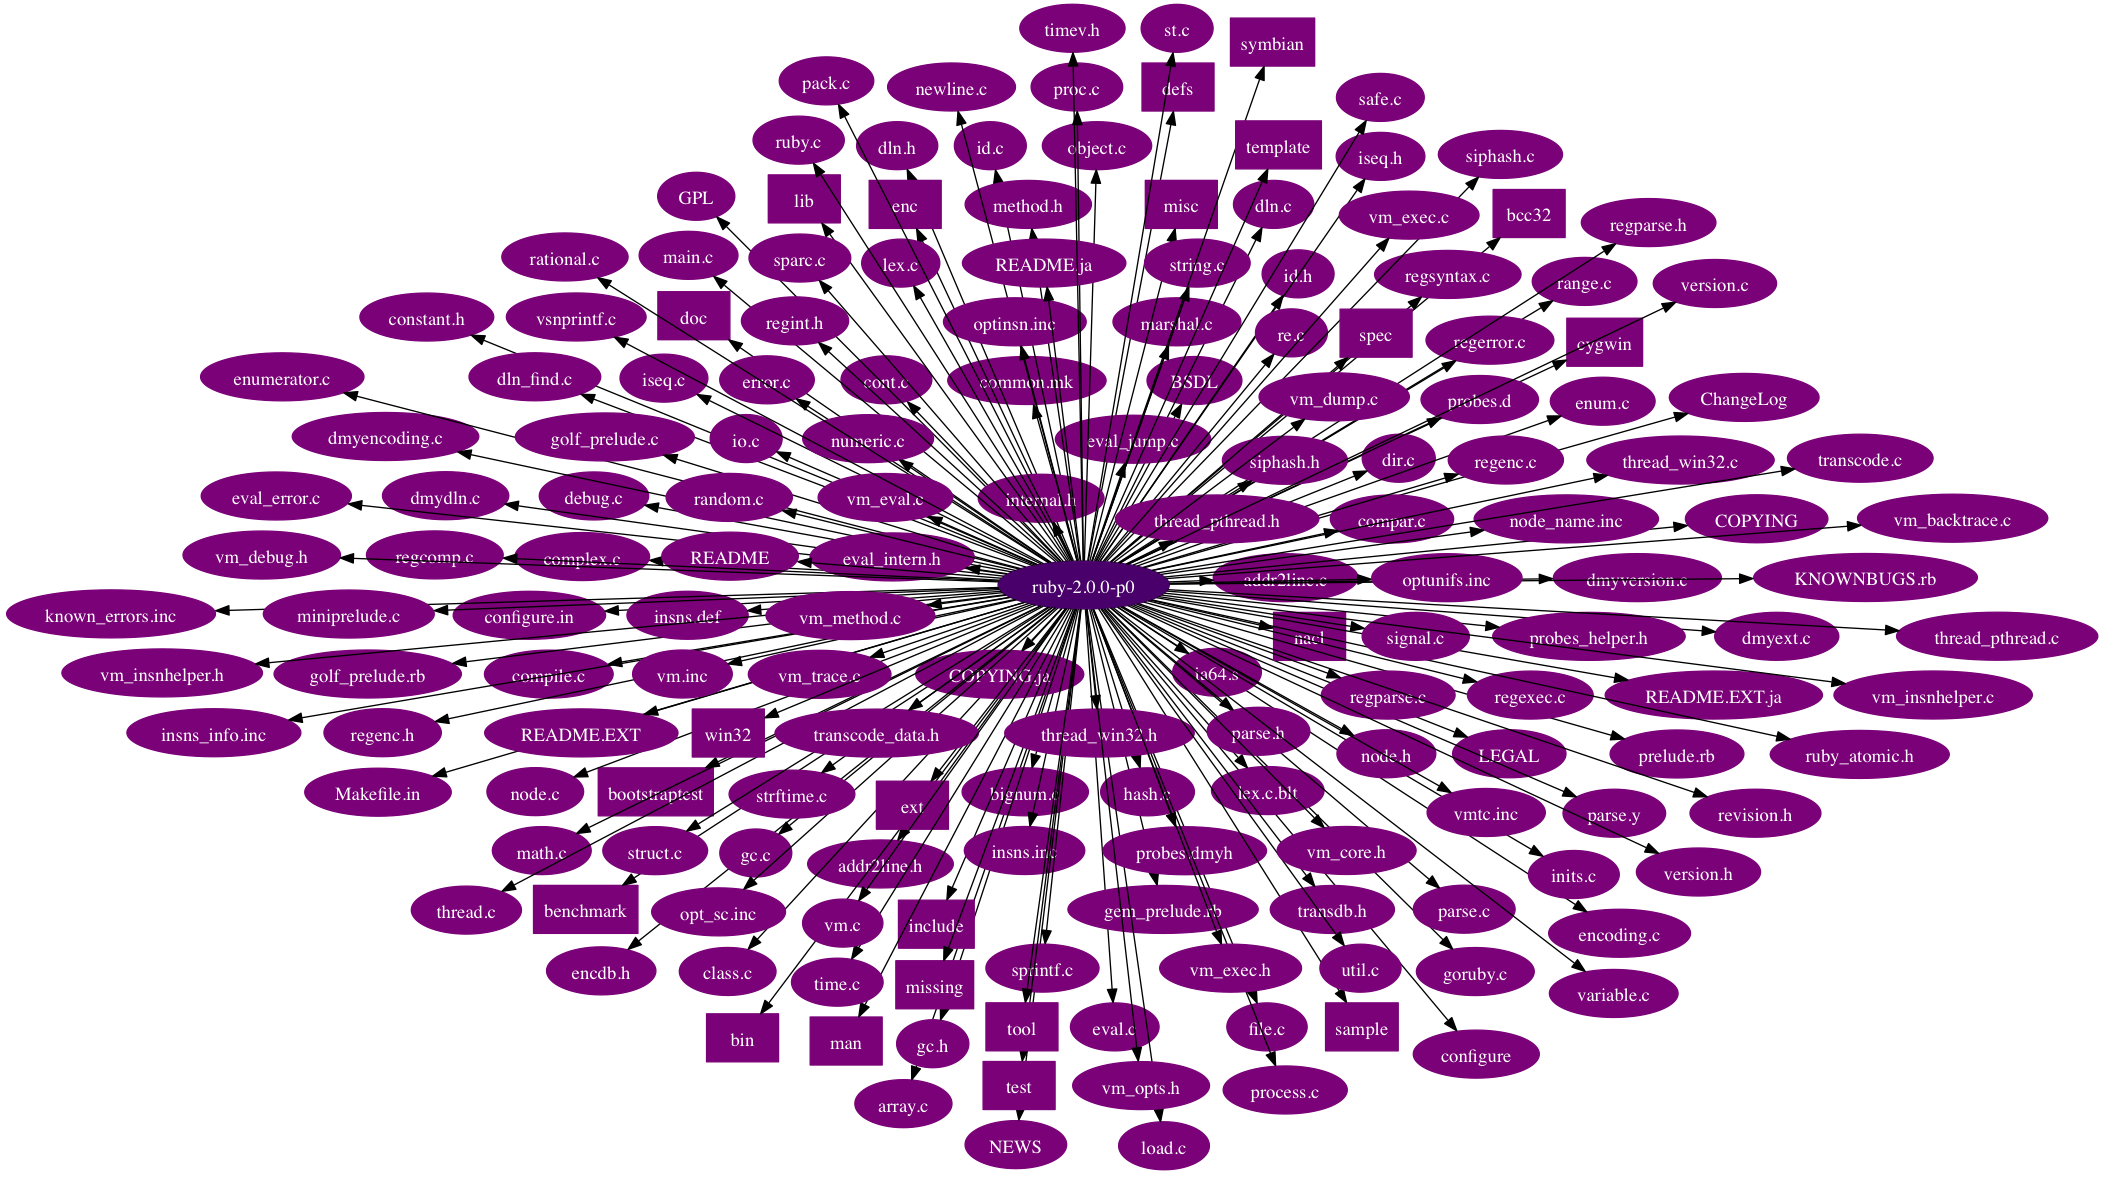 timev.h
st.c
symbian
pack.c
newline.c
proc.c
defs
safe.c
ruby.c
dln.h
id.c
object.c
template
iseq.h
siphash.c
GPL
lib
enc
method.h
misc
dln.c
vm_exec.c
bcc32
regparse.h
rational.c
main.c
sparc.c
lex.c
README.ja
string.c
id.h
regsyntax.c
range.c
version.c
constant.h
vsnprintf.c
doc
regint.h
optinsn.inc
marshal.c
re.c
spec
regerror.c
cygwin
enumerator.c
dln_find.c
iseq.c
error.c
cont.c
common.mk
BSDL
vm_dump.c
probes.d
enum.c
ChangeLog
dmyencoding.c
golf_prelude.c
io.c
numeric.c
eval_jump.c
siphash.h
dir.c
regenc.c
thread_win32.c
transcode.c
eval_error.c
dmydln.c
debug.c
random.c
vm_eval.c
internal.h
thread_pthread.h
compar.c
node_name.inc
COPYING
vm_backtrace.c
vm_debug.h
regcomp.c
complex.c
README
eval_intern.h
ruby-2.0.0-p0
addr2line.c
optunifs.inc
dmyversion.c
KNOWNBUGS.rb
known_errors.inc
miniprelude.c
configure.in
insns.def
vm_method.c
nacl
signal.c
probes_helper.h
dmyext.c
thread_pthread.c
vm_insnhelper.h
golf_prelude.rb
compile.c
vm.inc
vm_trace.c
COPYING.ja
ia64.s
regparse.c
regexec.c
README.EXT.ja
vm_insnhelper.c
insns_info.inc
regenc.h
README.EXT
win32
transcode_data.h
thread_win32.h
parse.h
node.h
LEGAL
prelude.rb
ruby_atomic.h
Makefile.in
node.c
bootstraptest
strftime.c
ext
bignum.c
hash.c
lex.c.blt
vmtc.inc
parse.y
revision.h
math.c
struct.c
gc.c
addr2line.h
insns.inc
probes.dmyh
vm_core.h
inits.c
version.h
thread.c
benchmark
opt_sc.inc
vm.c
include
gem_prelude.rb
transdb.h
parse.c
encoding.c
encdb.h
class.c
time.c
missing
sprintf.c
vm_exec.h
util.c
goruby.c
variable.c
bin
man
gc.h
tool
eval.c
file.c
sample
configure
array.c
test
vm_opts.h
process.c
NEWS
load.c